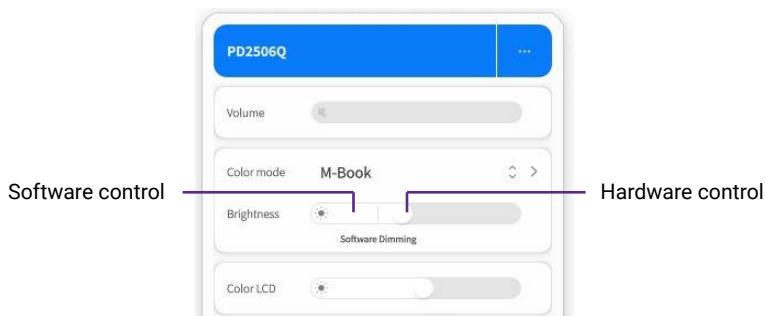 PD2506Q ...
Volume
Color mode M-Book
Software control Hardware control
Brightness
Software Dimming
Color LCD